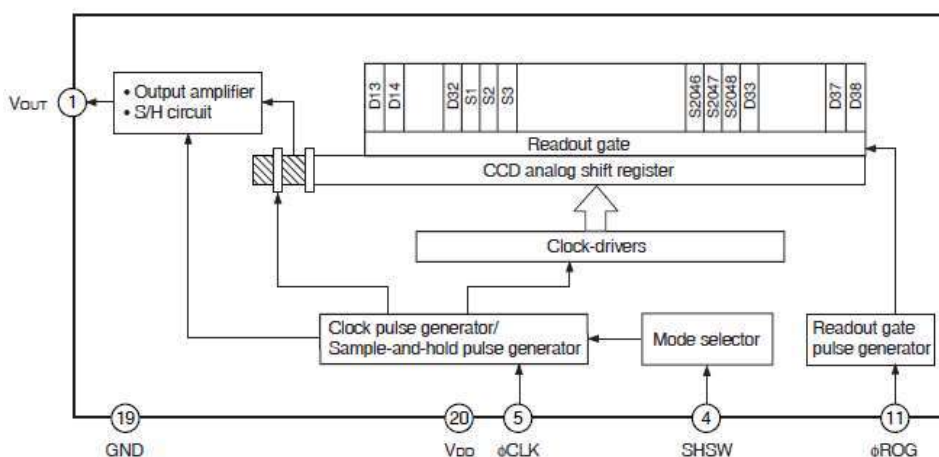 D13
D14
D32
S1
S2
S3
S2046
S2047
S2048
D33
D37
D38
VOUT
1
• Output amplifier
• S/H circuit
Readout gate
CCD analog shift register
Clock-drivers
Clock pulse generator/
Sample-and-hold pulse generator
Mode selector
Readout gate
pulse generator
19
20
5
4
11
GND
VDD
ϕCLK
SHSW
ϕROG